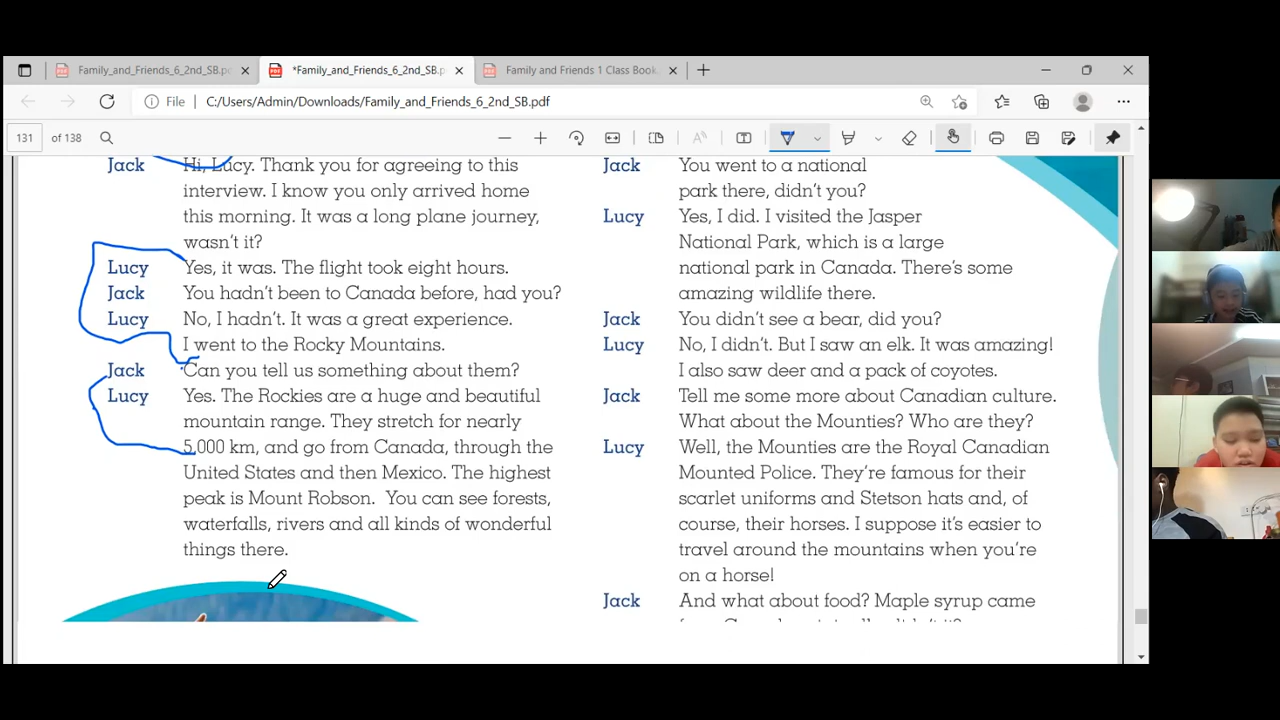 Family_and_Friends_6_2nd_SB.pc
*Family_and_Friends_6_2nd_SB.p
Family and Friends 1 Class Book.
File
C:/Users/Admin/Downloads/Family_and_Friends_6_2nd_SB.pdf
131 of 138
Jack Hi, Lucy. Thank you for agreeing to this
interview. I know you only arrived home
this morning. It was a long plane journey,
wasn't it?
Lucy Yes, it was. The flight took eight hours.
Jack You hadn't been to Canada before, had you?
Lucy No, I hadn't. It was a great experience.
I went to the Rocky Mountains.
Jack Can you tell us something about them?
Lucy Yes. The Rockies are a huge and beautiful
mountain range. They stretch for nearly
5,000 km, and go from Canada, through the
United States and then Mexico. The highest
peak is Mount Robson. You can see forests,
waterfalls, rivers and all kinds of wonderful
things there.
Jack You went to a national
park there, didn't you?
Lucy Yes, I did. I visited the Jasper
National Park, which is a large
national park in Canada. There's some
amazing wildlife there.
Jack You didn't see a bear, did you?
Lucy No, I didn't. But I saw an elk. It was amazing!
I also saw deer and a pack of coyotes.
Jack Tell me some more about Canadian culture.
What about the Mounties? Who are they?
Lucy Well, the Mounties are the Royal Canadian
Mounted Police. They're famous for their
scarlet uniforms and Stetson hats and, of
course, their horses. I suppose it's easier to
travel around the mountains when you're
on a horse!
Jack And what about food? Maple syrup came